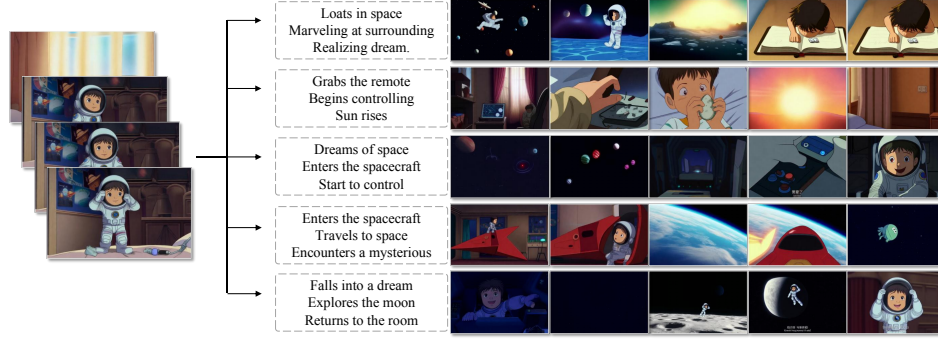 Loats in space
Marveling at surrounding
Realizing dream.
Grabs the remote
Begins controlling
Sun rises
Dreams of space
Enters the spacecraft
Start to control
Enters the spacecraft
Travels to space
Encounters a mysterious
Falls into a dream
Explores the moon
Returns to the room